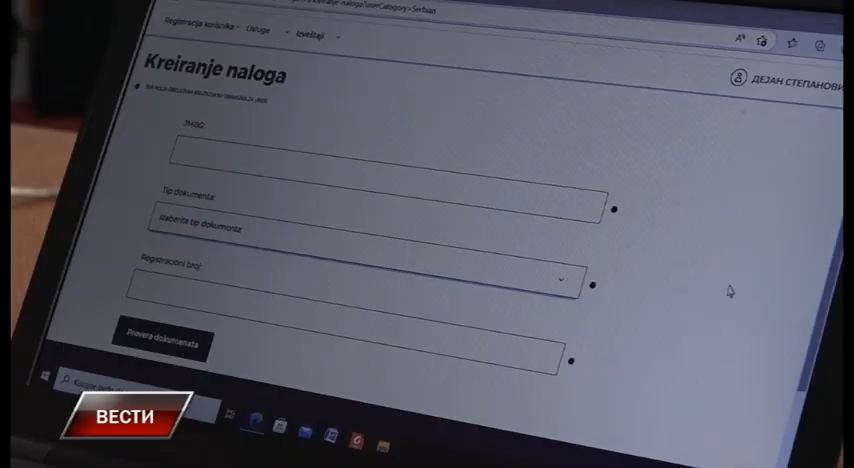 Registracija korisnika
Usluge
Izveštaji
ДЕЈАН СТЕПАНОВИ
Kreiranje naloga
JMBG:
Tip dokumenta:
Izaberite tip dokumenta
Registracioni broj:
Provera dokumenata
ВЕСТИ